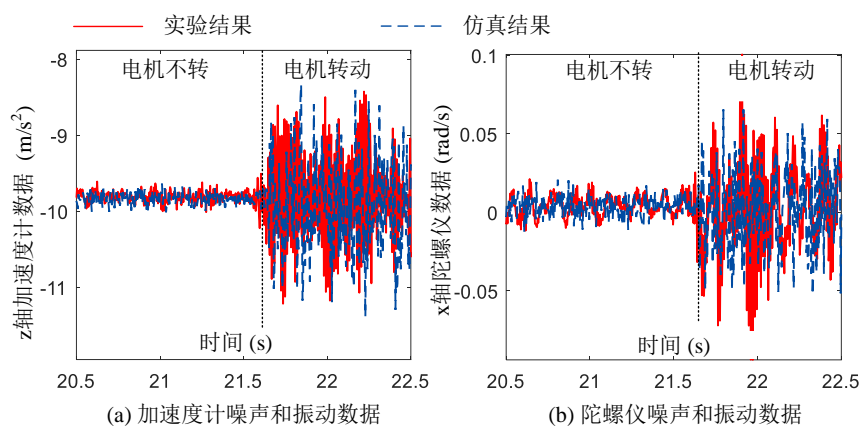 实验结果 仿真结果
电机不转 电机转动
-8
-9
-10
-11
z轴加速度计数据 (m/s²)
时间 (s)
20.5 21 21.5 22 22.5
(a) 加速度计噪声和振动数据
电机不转 电机转动
0.1
0.05
0
-0.05
x轴陀螺仪数据 (rad/s)
时间 (s)
20.5 21 21.5 22 22.5
(b) 陀螺仪噪声和振动数据